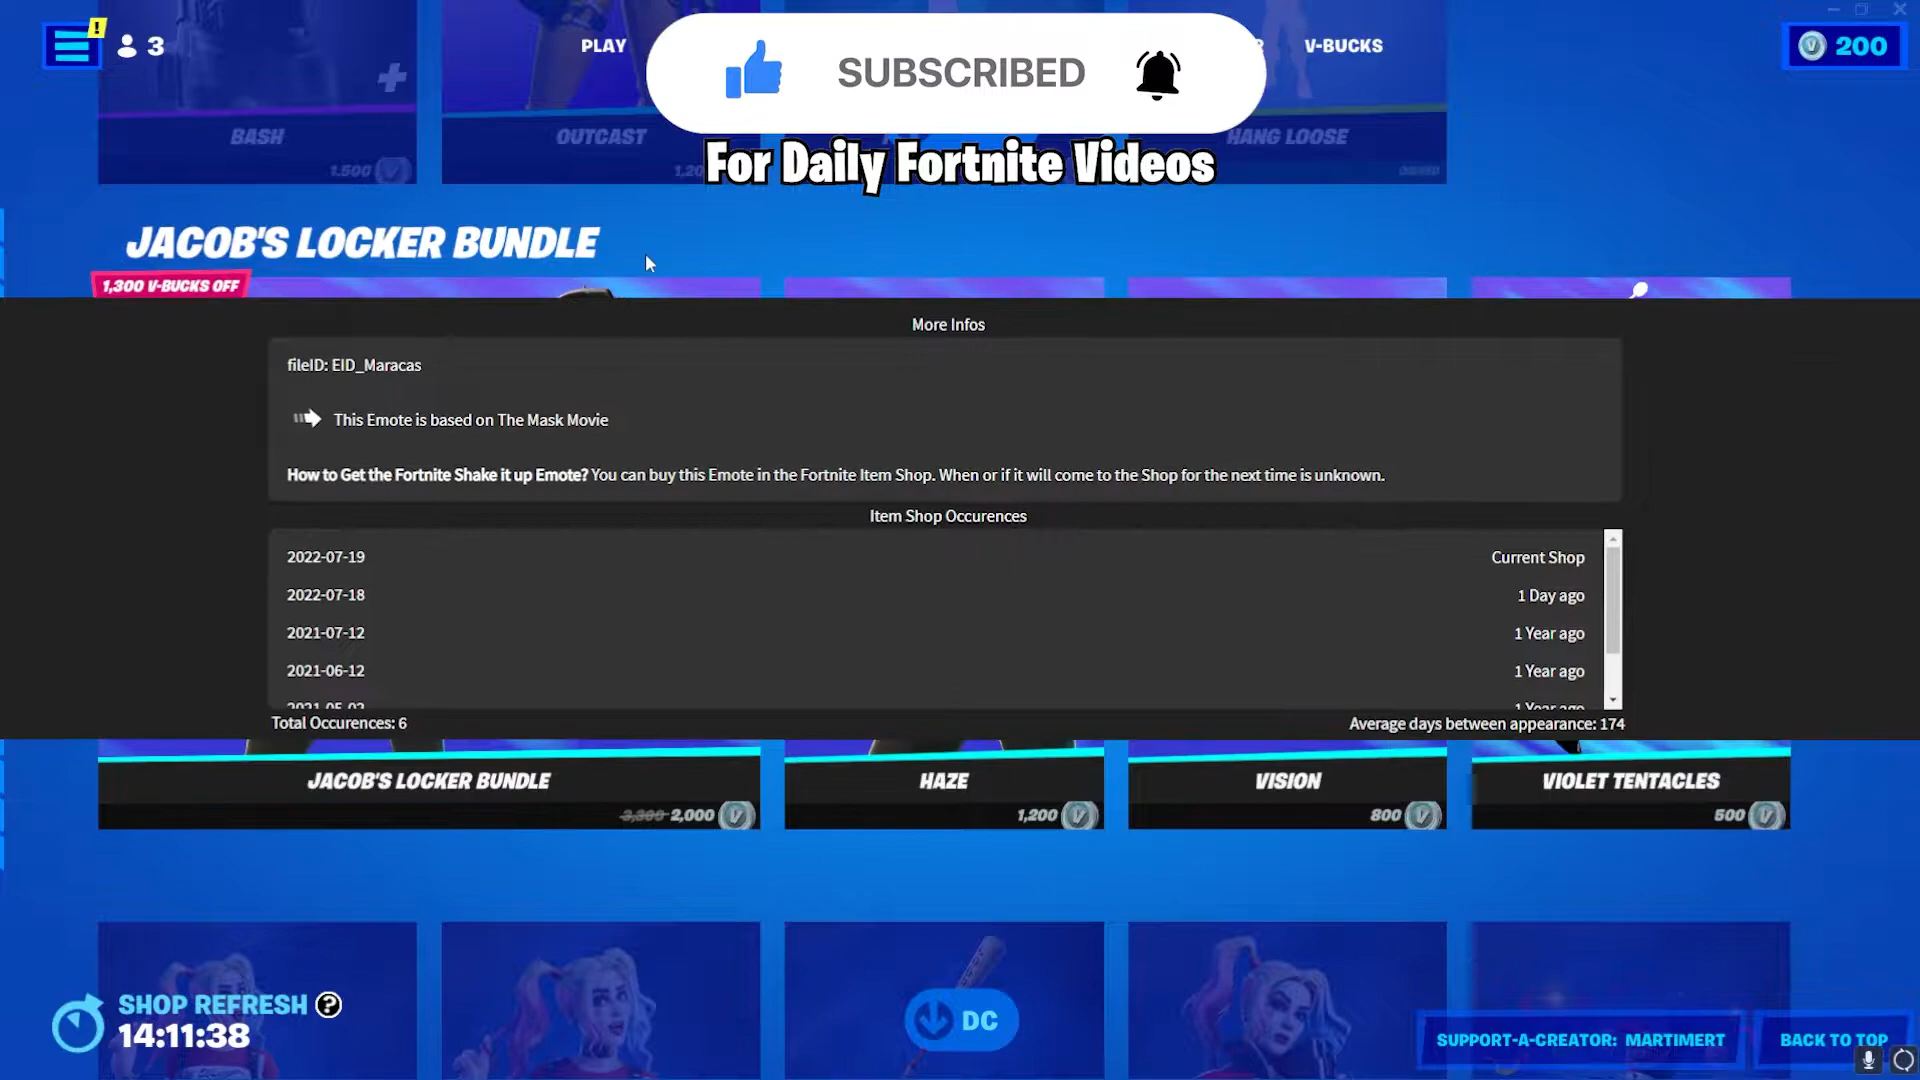 !
3
PLAY
V-BUCKS
200
SUBSCRIBED
For Daily Fortnite Videos
BASH
1,500
OUTCAST
HANG LOOSE
JACOB'S LOCKER BUNDLE
1,300 V-BUCKS OFF
More Infos
fileID: EID_Maracas
This Emote is based on The Mask Movie
How to Get the Fortnite Shake it up Emote? You can buy this Emote in the Fortnite Item Shop. When or if it will come to the Shop for the next time is unknown.
Item Shop Occurences
2022-07-19 Current Shop
2022-07-18 1 Day ago
2021-07-12 1 Year ago
2021-06-12 1 Year ago
1 Year ago
Total Occurences: 6
Average days between appearance: 174
JACOB'S LOCKER BUNDLE
3,300 2,000
HAZE
1,200
VISION
800
VIOLET TENTACLES
500
SHOP REFRESH ?
14:11:38
DC
SUPPORT-A-CREATOR: MARTIMERT
BACK TO TOP